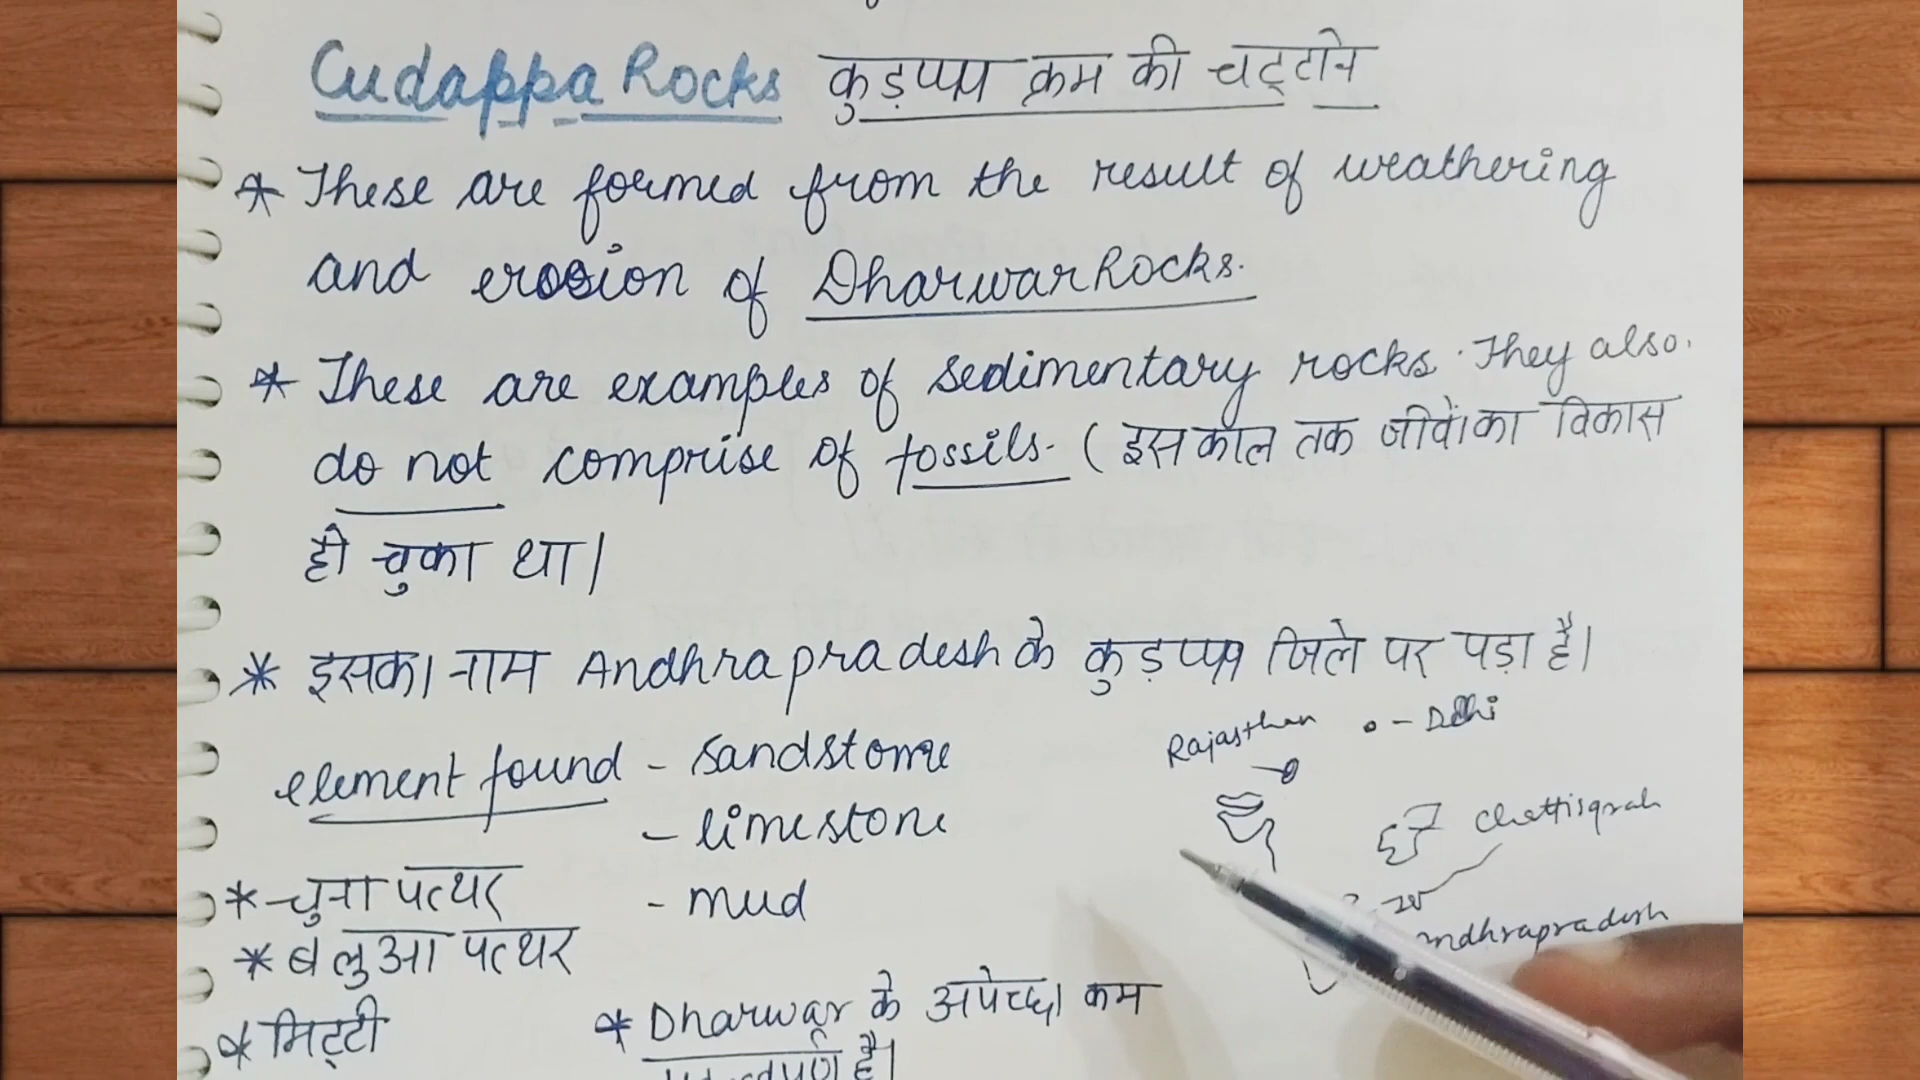 Cudappa Rocks कुड़प्पा क्रम की चट्टाने
* These are formed from the result of weathering
and erosion of Dharwar Rocks.
* These are examples of sedimentary rocks. They also
do not comprise of fossils. ( इस काल तक जीवों का विकास
हो चुका था।
* इसका नाम Andhrapradesh के कुड़प्पा जिले पर पड़ा है।
Rajasthan - Delhi
element found - Sandstone
- limestone
Chattisgrah
* चुना पत्थर - mud
ndhrapradesh
* बलुआ पत्थर
* मिट्टी
* Dharwar के अपेच्छा कम
है।